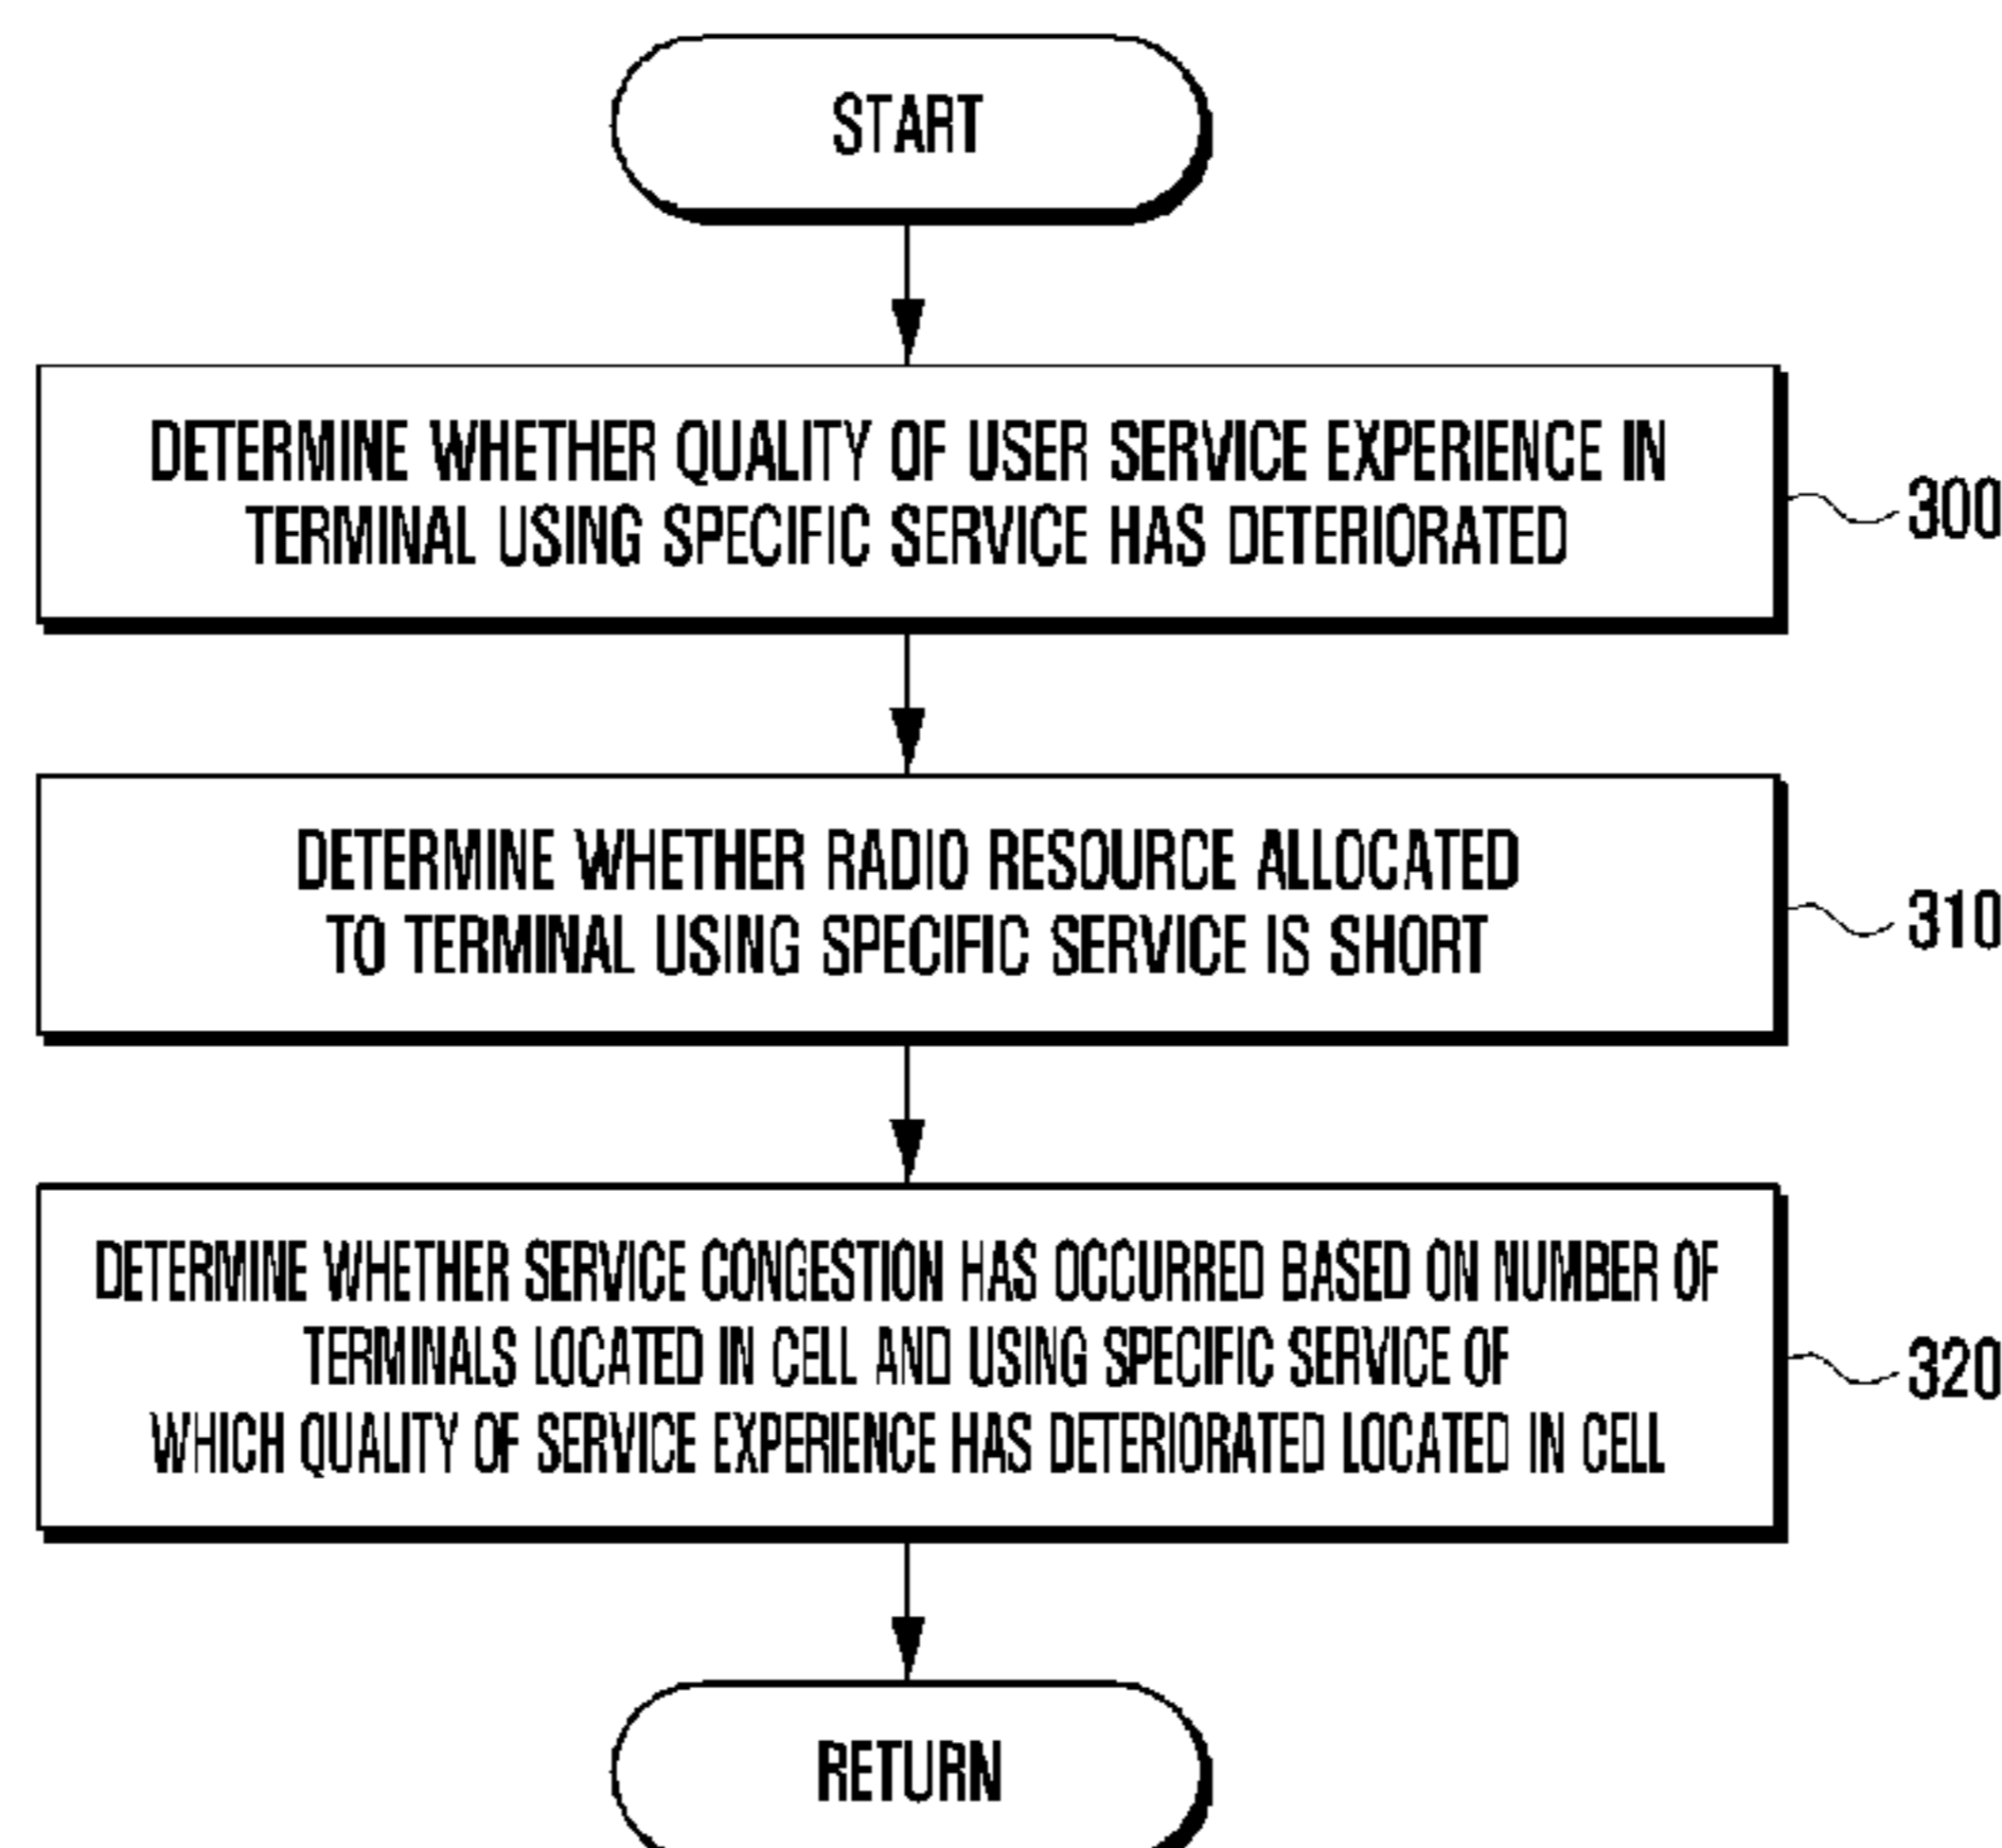 START
DETERMINE WHETHER QUALITY OF USER SERVICE EXPERIENCE IN
TERMINAL USING SPECIFIC SERVICE HAS DETERIORATED
300
DETERMINE WHETHER RADIO RESOURCE ALLOCATED
TO TERMINAL USING SPECIFIC SERVICE IS SHORT
310
DETERMINE WHETHER SERVICE CONGESTION HAS OCCURRED BASED ON NUMBER OF
TERMINALS LOCATED IN CELL AND USING SPECIFIC SERVICE OF
WHICH QUALITY OF SERVICE EXPERIENCE HAS DETERIORATED LOCATED IN CELL
320
RETURN